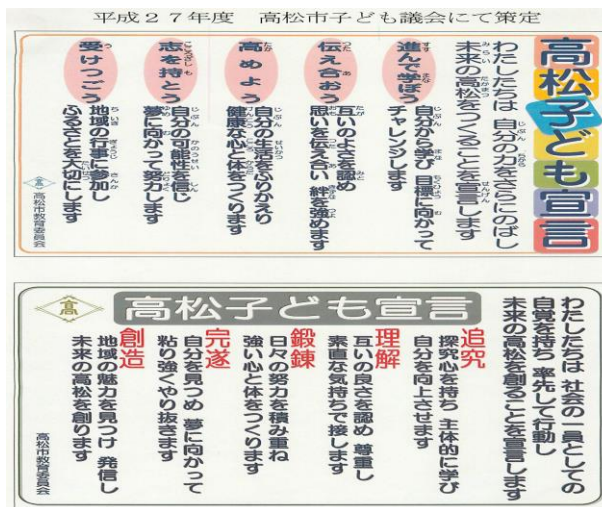 平成27年度　高松市子ども議会にて策定
高松子ども宣言
わたしたちは 自分の力をさらにのばし
未来の高松をつくることを宣言します
進んで学ぼう
自分から学び 目標に向かって
チャレンジします
伝え合おう
互いのよさを認め
思いを伝え合い 絆を強めます
高めよう
自分の生活をふりかえり
健康な心と体をつくります
志を持とう
自分の可能性を信じ
夢に向かって努力します
受けつごう
地域の行事に参加し
ふるさとを大切にします
高松市教育委員会
高松子ども宣言
わたしたちは 社会の一員としての
自覚を持ち 率先して行動し
未来の高松を創ることを宣言します
追究
探究心を持ち 主体的に学び
自分を向上させます
理解
互いの良さを認め 尊重し
素直な気持ちで接します
鍛錬
日々の努力を積み重ね
強い心と体をつくります
完遂
自分を見つめ 夢に向かって
粘り強くやり抜きます
創造
地域の魅力を見つけ 発信し
未来の高松を創ります
高松市教育委員会